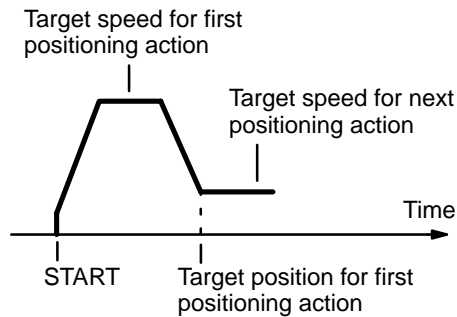 Target speed for first
positioning action
Target speed for next
positioning action
Time
START
Target position for first
positioning action